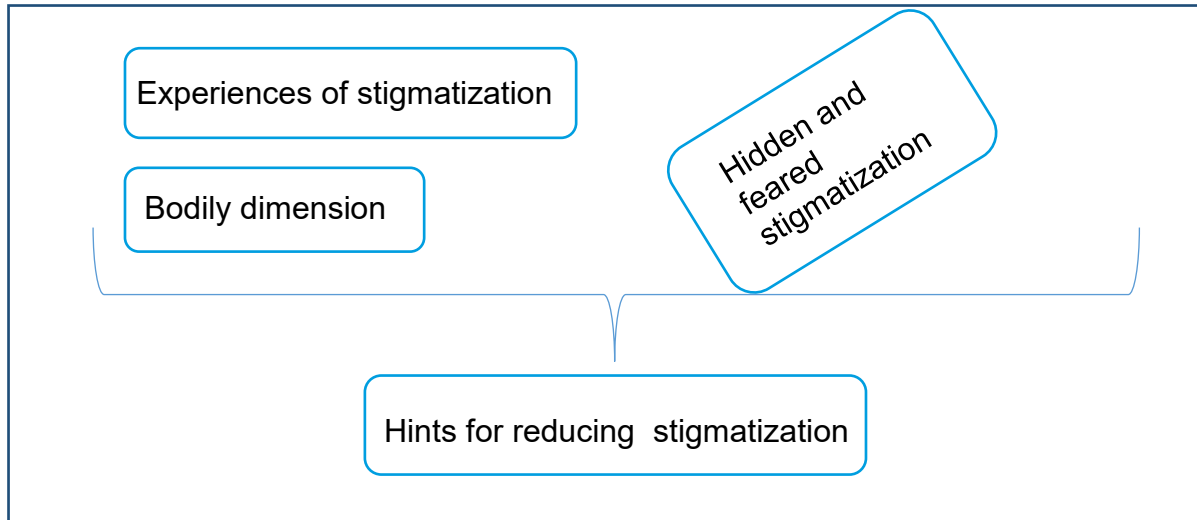 Experiences of stigmatization
Bodily dimension
Hidden and
feared
stigmatization
Hints for reducing  stigmatization